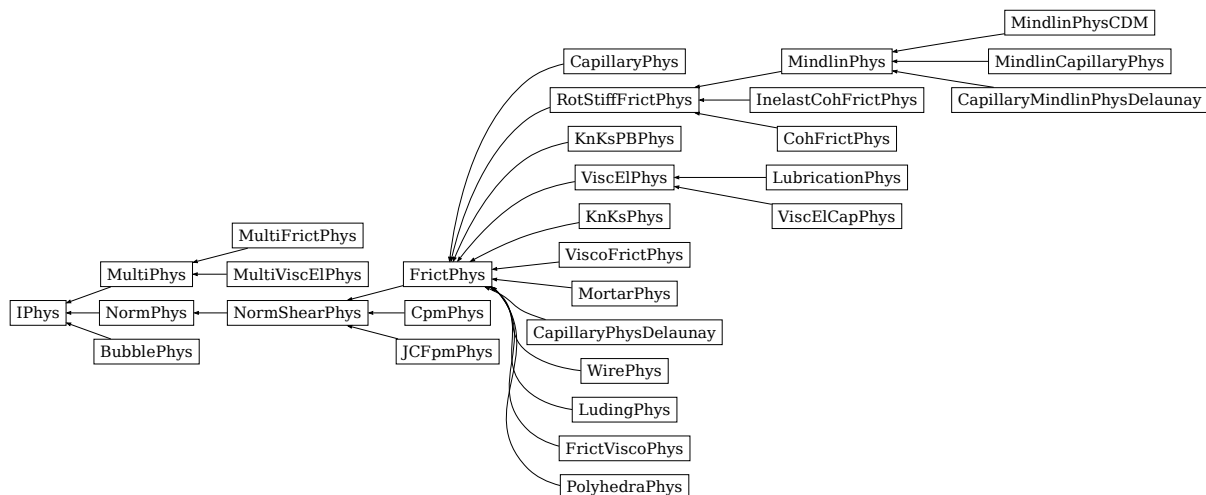 MindlinPhysCDM
CapillaryPhys
MindlinPhys
MindlinCapillaryPhys
RotStiffFrictPhys
InelastCohFrictPhys
CapillaryMindlinPhysDelaunay
KnKsPBPhys
CohFrictPhys
ViscElPhys
LubricationPhys
KnKsPhys
ViscElCapPhys
MultiFrictPhys
ViscoFrictPhys
MultiPhys
MultiViscElPhys
FrictPhys
MortarPhys
IPhys
NormPhys
NormShearPhys
CpmPhys
CapillaryPhysDelaunay
BubblePhys
JCFpmPhys
WirePhys
LudingPhys
FrictViscoPhys
PolyhedraPhys